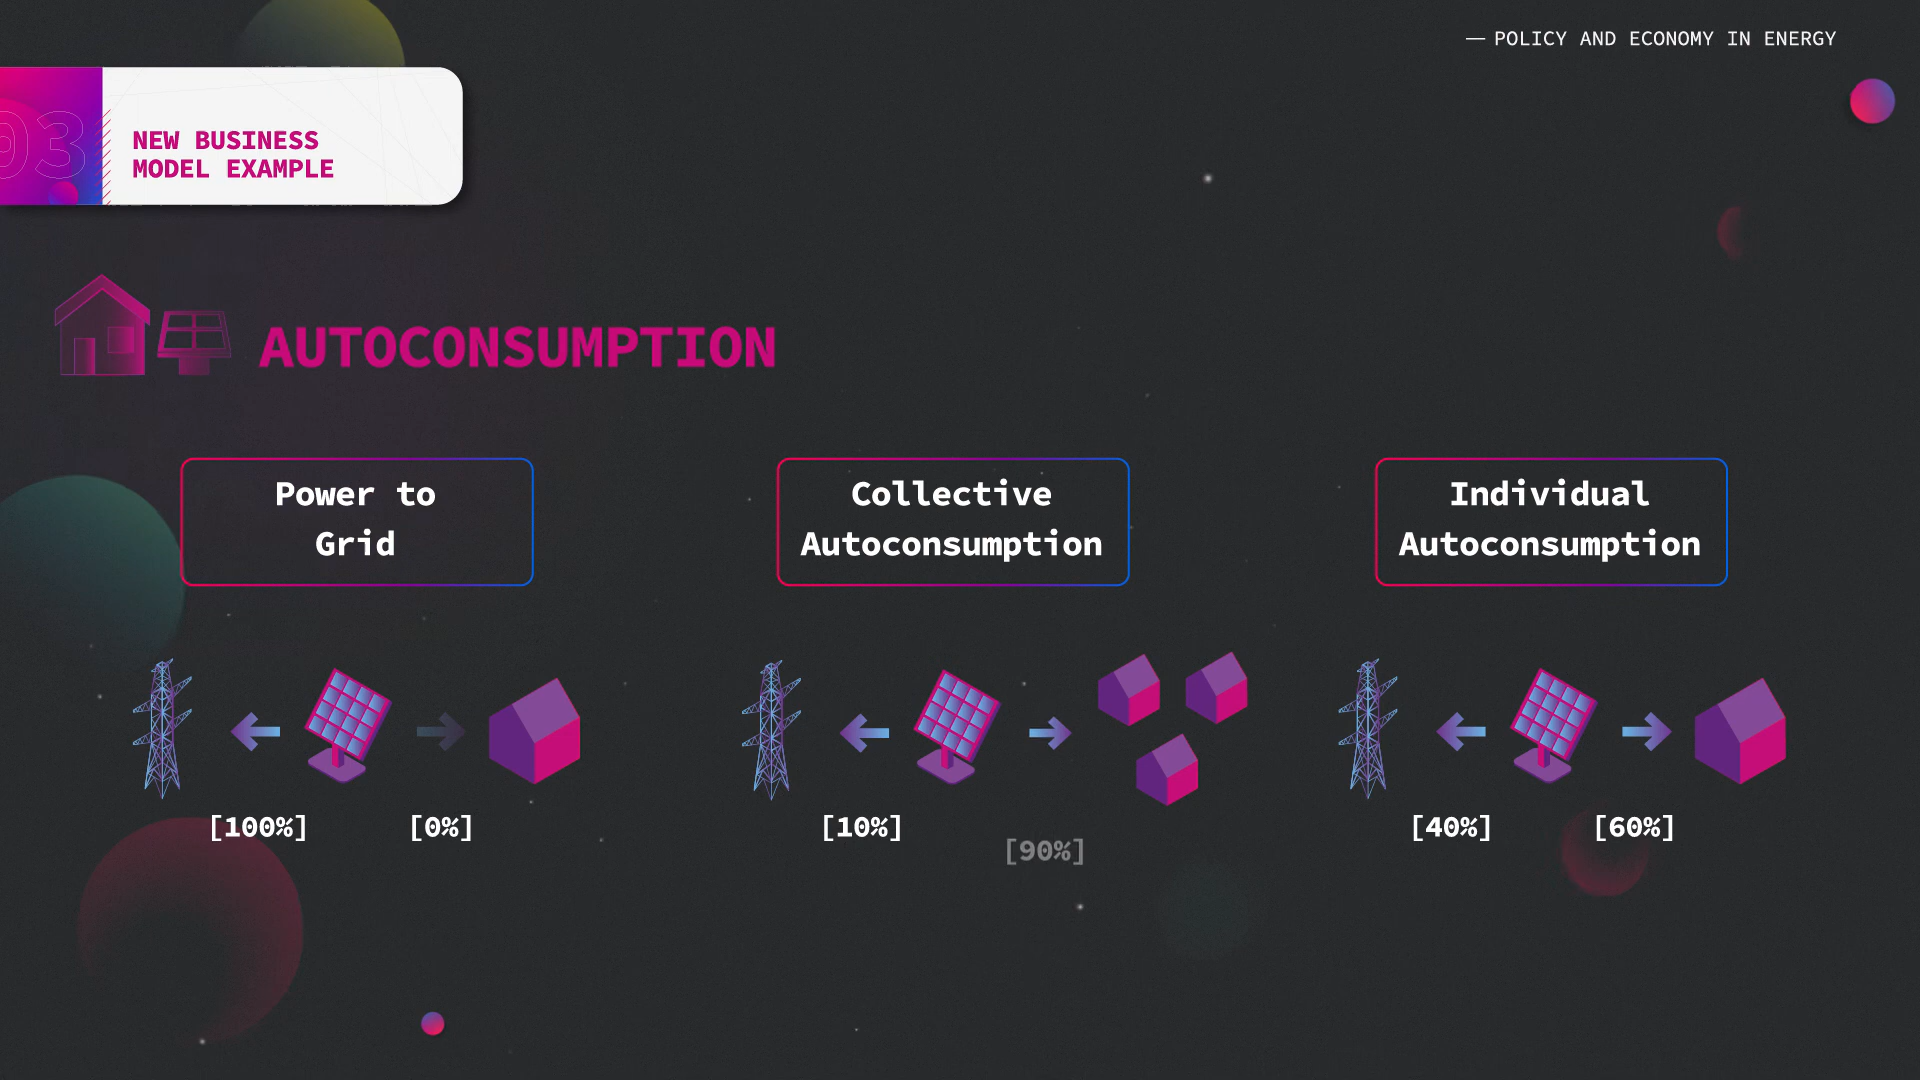 — POLICY AND ECONOMY IN ENERGY
03
NEW BUSINESS
MODEL EXAMPLE
AUTOCONSUMPTION
Power to
Grid
Collective
Autoconsumption
Individual
Autoconsumption
[100%] [0%]
[10%]
[90%]
[40%] [60%]